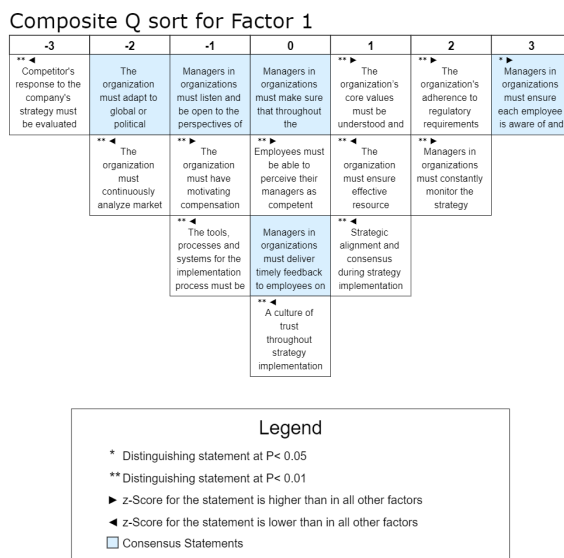 Composite Q sort for Factor 1
-3 -2 -1 0 1 2 3
** ◄
Competitor's
response to the
company's
strategy must
be evaluated
The
organization
must adapt to
global or
political
Managers in
organizations
must listen and
be open to the
perspectives of
Managers in
organizations
must make sure
that throughout
the
** ►
The
organization's
core values
must be
understood and
** ►
The
organization's
adherence to
regulatory
requirements
* ►
Managers in
organizations
must ensure
each employee
is aware of and
** ◄
The
organization
must
continuously
analyze market
** ►
The
organization
must have
motivating
compensation
** ►
Employees must
be able to
perceive their
managers as
competent
** ◄
The
organization
must ensure
effective
resource
** ►
Managers in
organizations
must constantly
monitor the
strategy
** ◄
The tools,
processes and
systems for the
implementation
process must be
Managers in
organizations
must deliver
timely feedback
to employees on
** ◄
Strategic
alignment and
consensus
during strategy
implementation
** ◄
A culture of
trust
throughout
strategy
implementation
Legend
* Distinguishing statement at P< 0.05
** Distinguishing statement at P< 0.01
► z-Score for the statement is higher than in all other factors
◄ z-Score for the statement is lower than in all other factors
Consensus Statements